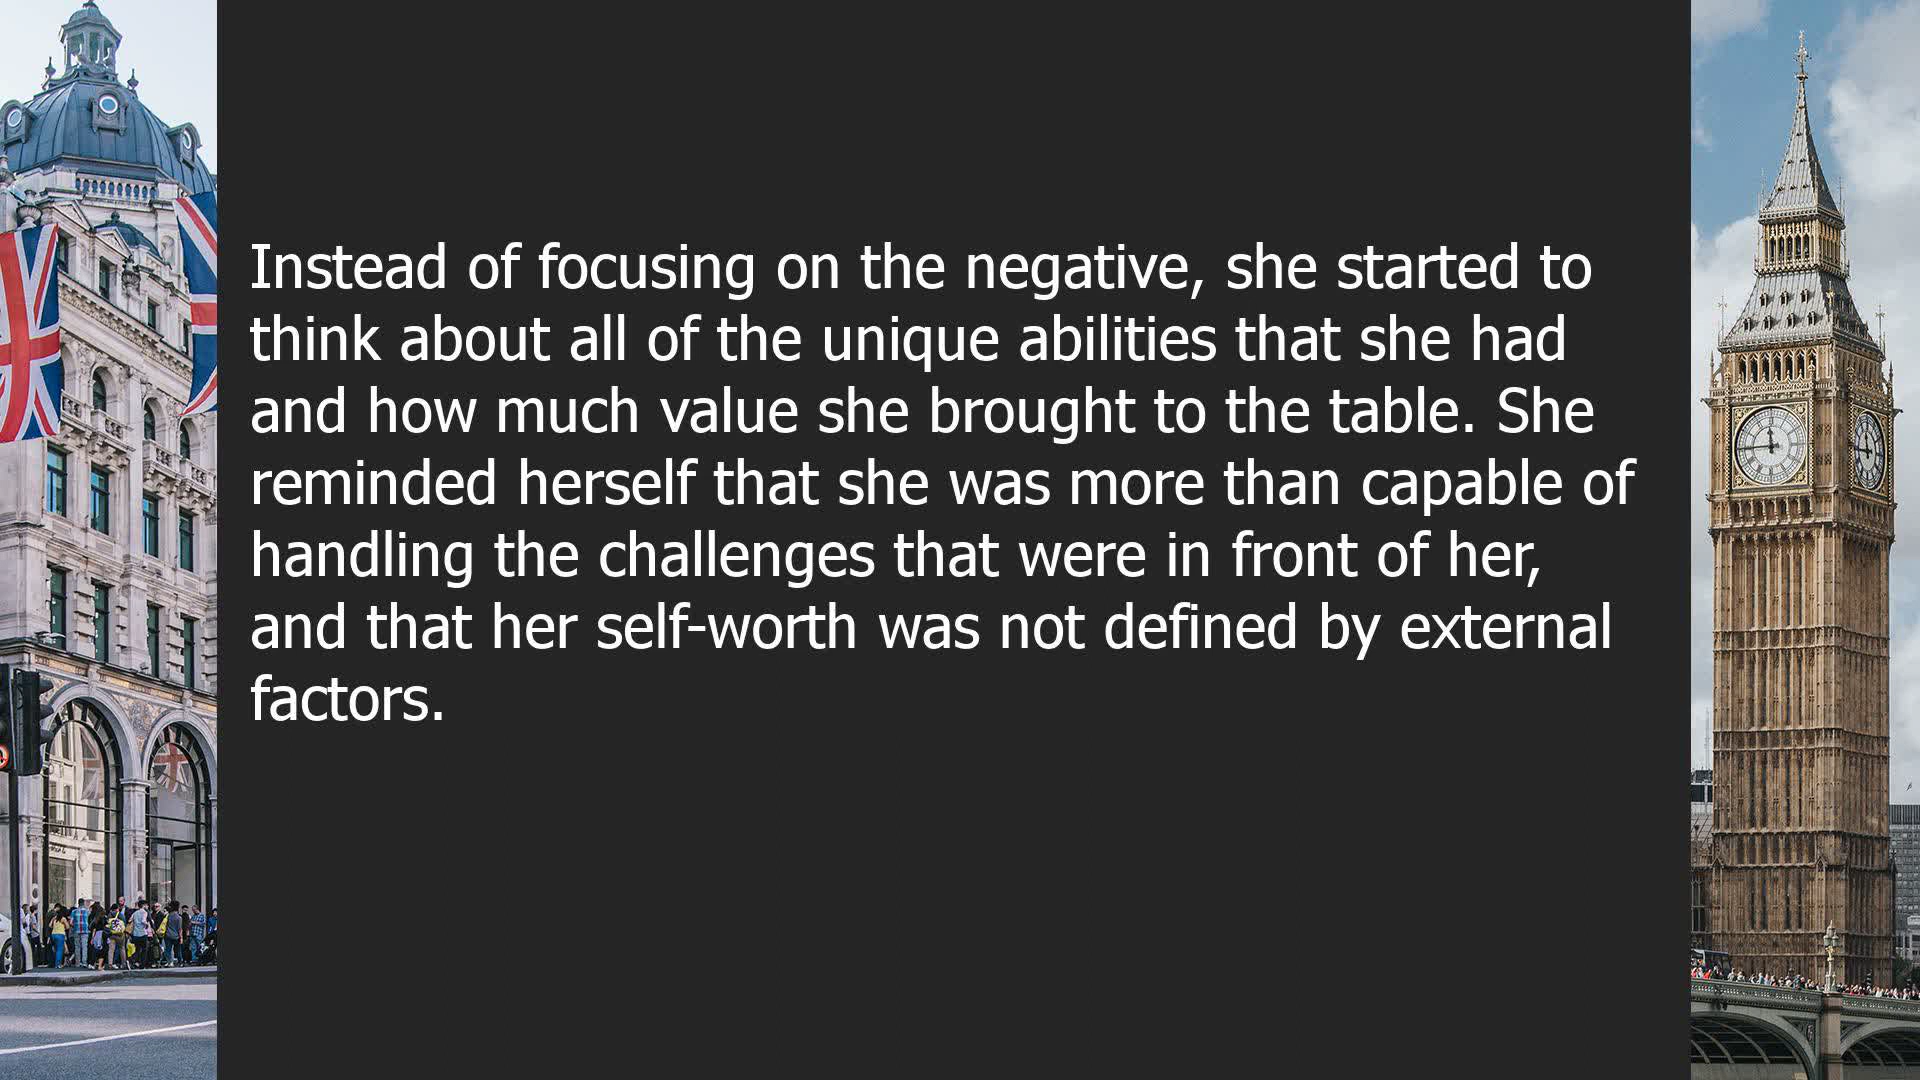 Instead of focusing on the negative, she started to
think about all of the unique abilities that she had
and how much value she brought to the table. She
reminded herself that she was more than capable of
handling the challenges that were in front of her,
and that her self-worth was not defined by external
factors.